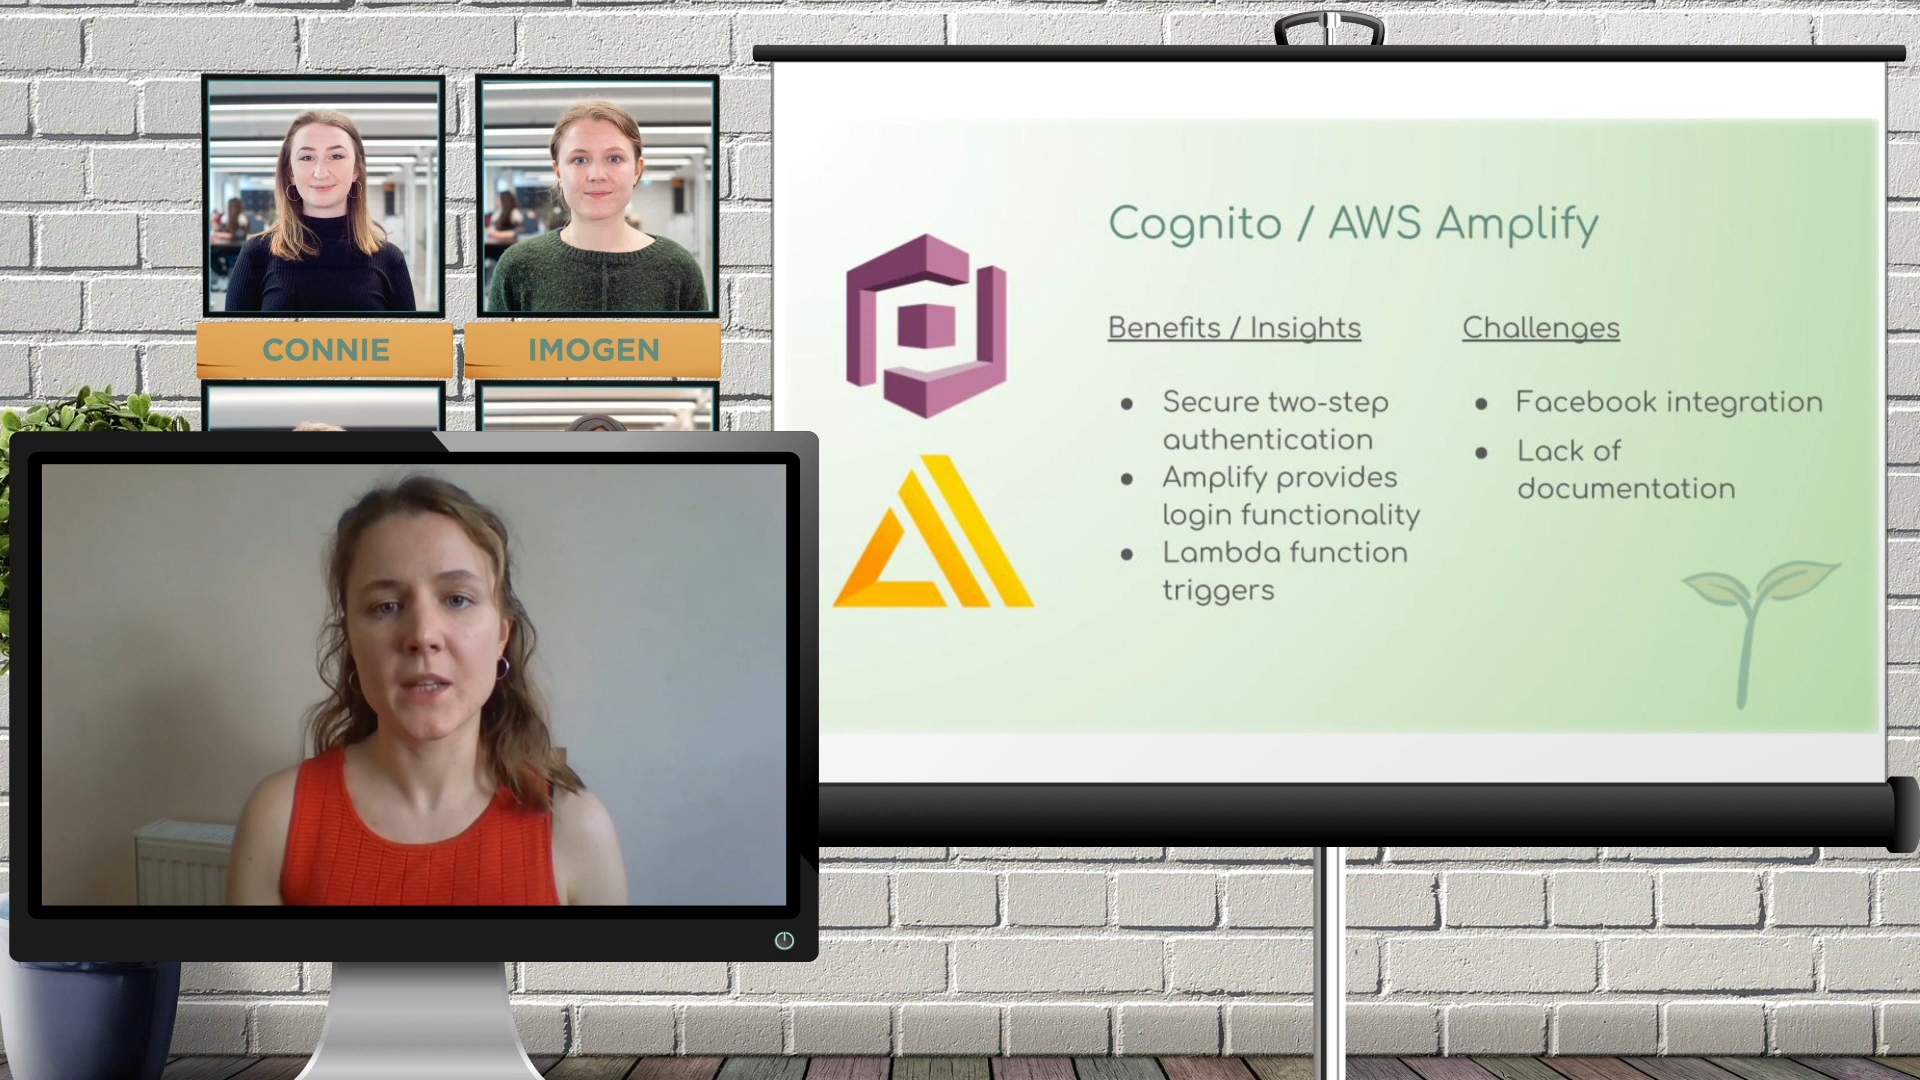 CONNIE
IMOGEN
Cognito / AWS Amplify
Benefits / Insights
Secure two-step
authentication
Amplify provides
login functionality
Lambda function
triggers
Challenges
Facebook integration
Lack of
documentation